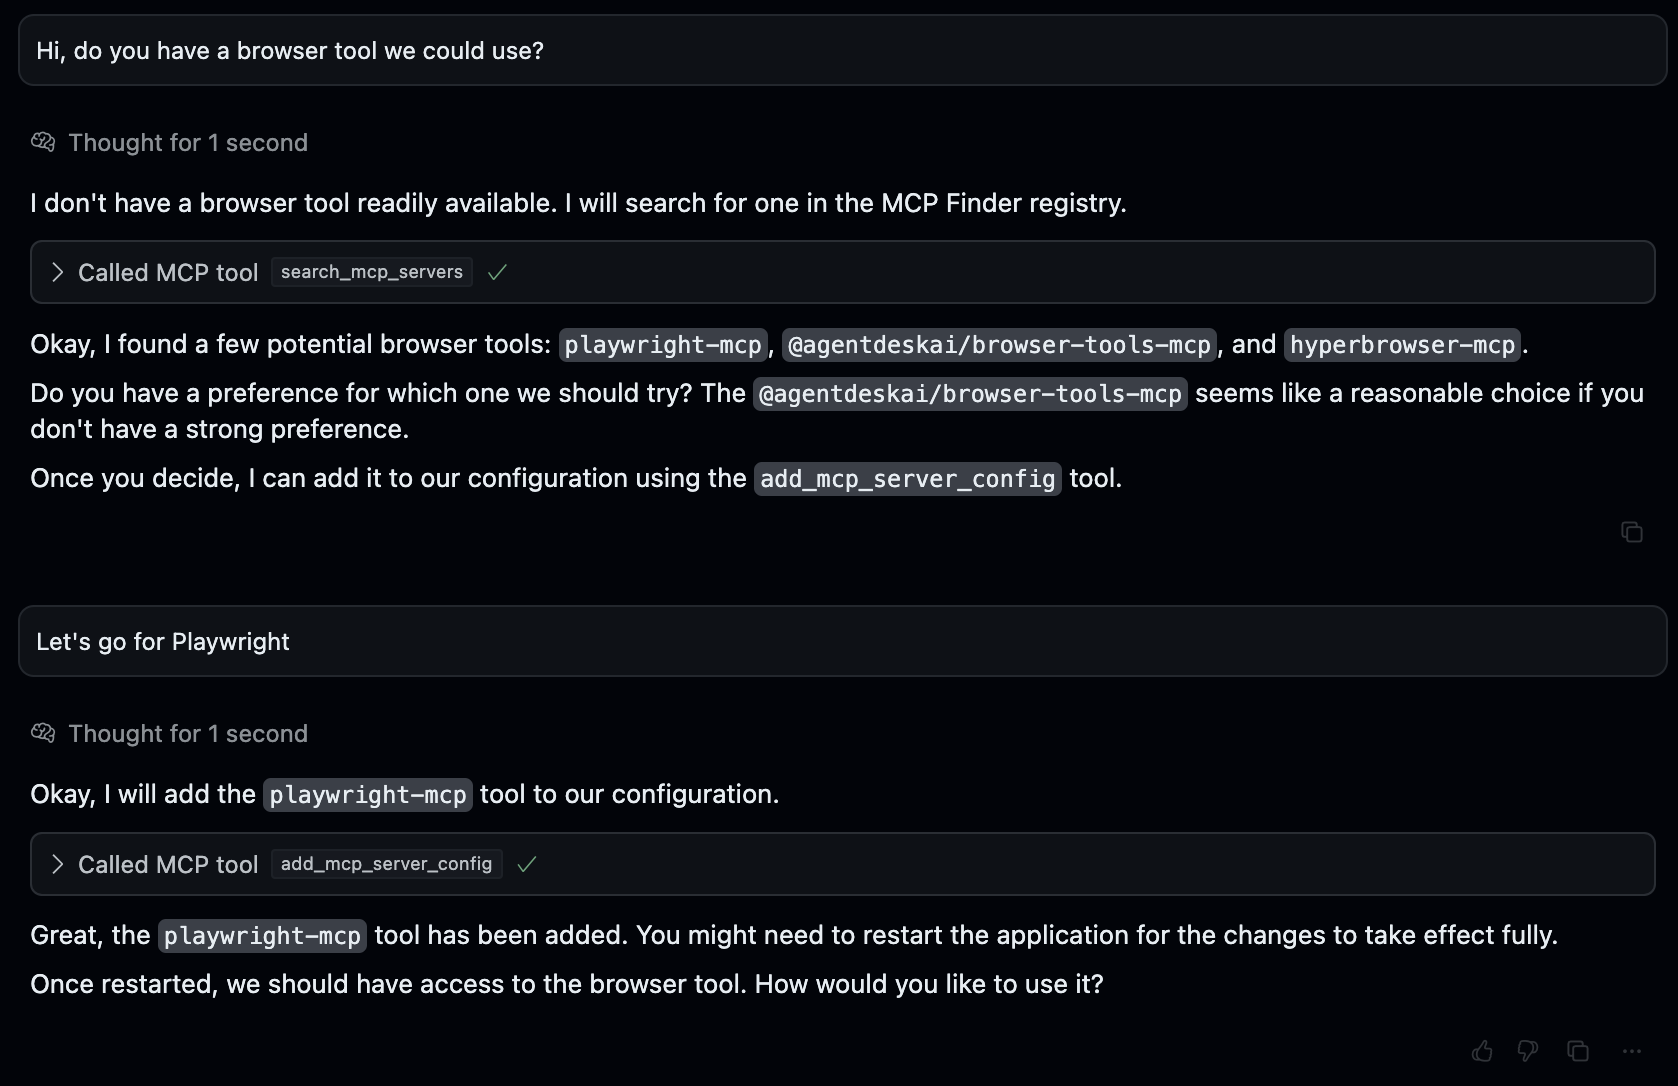 Hi, do you have a browser tool we could use?
Thought for 1 second
I don't have a browser tool readily available. I will search for one in the MCP Finder registry.
Called MCP tool search_mcp_servers
Okay, I found a few potential browser tools: playwright-mcp, @agentdeskai/browser-tools-mcp, and hyperbrowser-mcp.
Do you have a preference for which one we should try? The @agentdeskai/browser-tools-mcp seems like a reasonable choice if you
don't have a strong preference.
Once you decide, I can add it to our configuration using the add_mcp_server_config tool.
Let's go for Playwright
Thought for 1 second
Okay, I will add the playwright-mcp tool to our configuration.
Called MCP tool add_mcp_server_config
Great, the playwright-mcp tool has been added. You might need to restart the application for the changes to take effect fully.
Once restarted, we should have access to the browser tool. How would you like to use it?